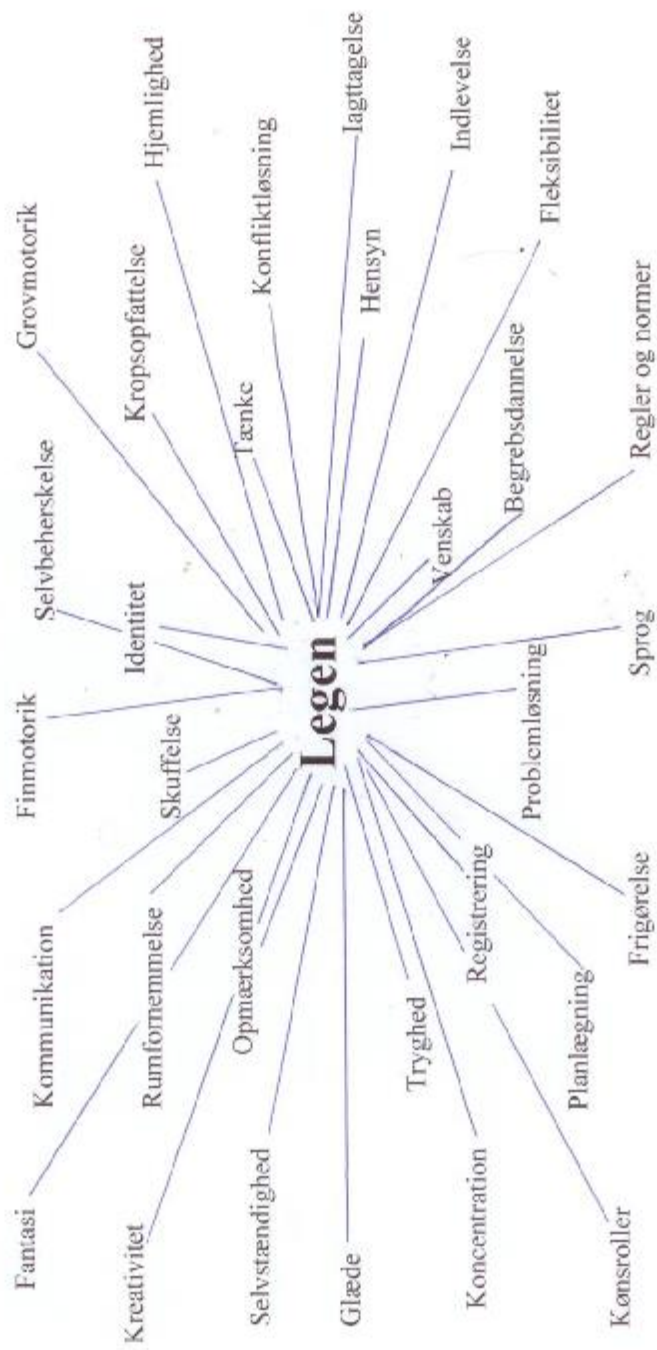 Fantasi
Kommunikation
Finmotorik
Selvbeherskelse
Grovmotorik
Kreativitet
Rumfornemmelse
Skuffelse
Identitet
Kropsopfattelse
Hjemlighed
Selvstændighed
Opmærksomhed
Tænke
Konfliktløsning
Glæde
Legen
Hensyn
Iagttagelse
Tryghed
Venskab
Indlevelse
Koncentration
Registrering
Problemløsning
Begrebsdannelse
Fleksibilitet
Kønsroller
Planlægning
Frigørelse
Sprog
Regler og normer